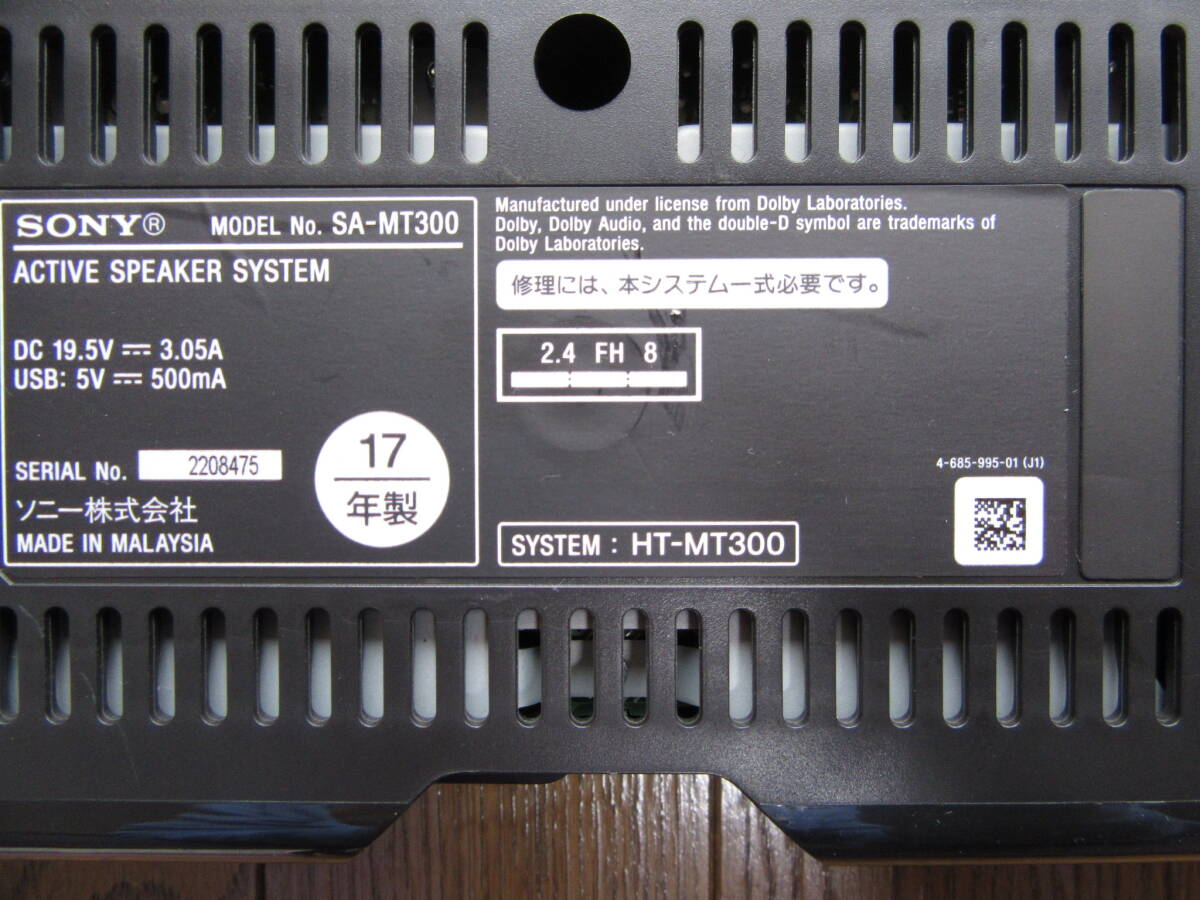 SONY® MODEL No. SA-MT300
ACTIVE SPEAKER SYSTEM
DC 19.5V ⎓ 3.05A
USB: 5V ⎓ 500mA
SERIAL No. 2208475
17
年製
ソニー株式会社
MADE IN MALAYSIA
Manufactured under license from Dolby Laboratories.
Dolby, Dolby Audio, and the double-D symbol are trademarks of
Dolby Laboratories.
修理には、本システム一式必要です。
2.4 FH 8
4-685-995-01 (J1)
SYSTEM : HT-MT300